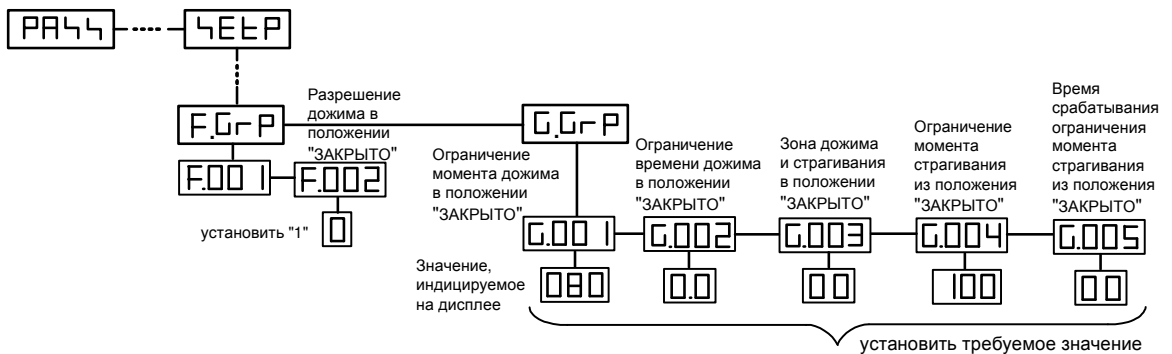 PASS
SEtP
F.GrP
Разрешение
дожима в
положении
"ЗАКРЫТО"
F.001
F.002
установить "1"
0
G.GrP
Ограничение
момента дожима
в положении
"ЗАКРЫТО"
G.001
Значение,
индицируемое
на дисплее
080
Ограничение
времени дожима
в положении
"ЗАКРЫТО"
G.002
0.0
Зона дожима
и страгивания
в положении
"ЗАКРЫТО"
G.003
00
Ограничение
момента
страгивания
из положения
"ЗАКРЫТО"
G.004
100
Время
срабатывания
ограничения
момента
страгивания
из положения
"ЗАКРЫТО"
G.005
00
установить требуемое значение